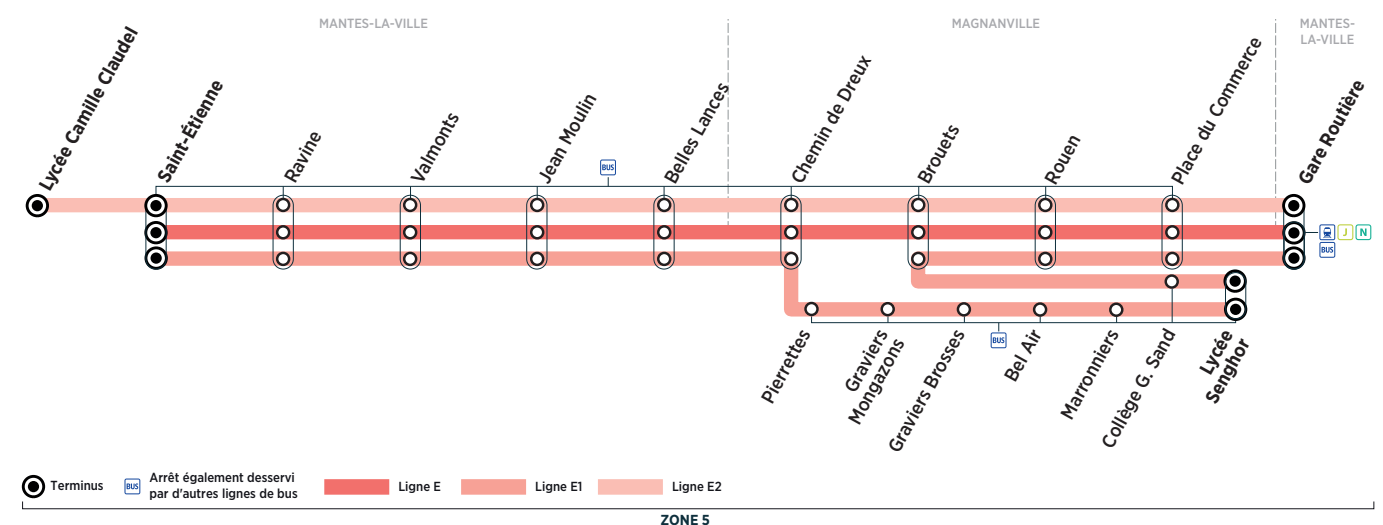 MANTES-LA-VILLE
MAGNANVILLE
MANTES-
LA-VILLE
Lycée Camille Claudel
Saint-Étienne
Ravine
Valmonts
Jean Moulin
Belles Lances
Chemin de Dreux
Brouets
Rouen
Place du Commerce
Gare Routière
BUS
J
N
BUS
BUS
Pierrettes
Graviers
Mongazons
Graviers Brosses
Bel Air
Marronniers
Collège G. Sand
Lycée
Senghor
Terminus
BUS
Arrêt également desservi
par d'autres lignes de bus
Ligne E
Ligne E1
Ligne E2
ZONE 5